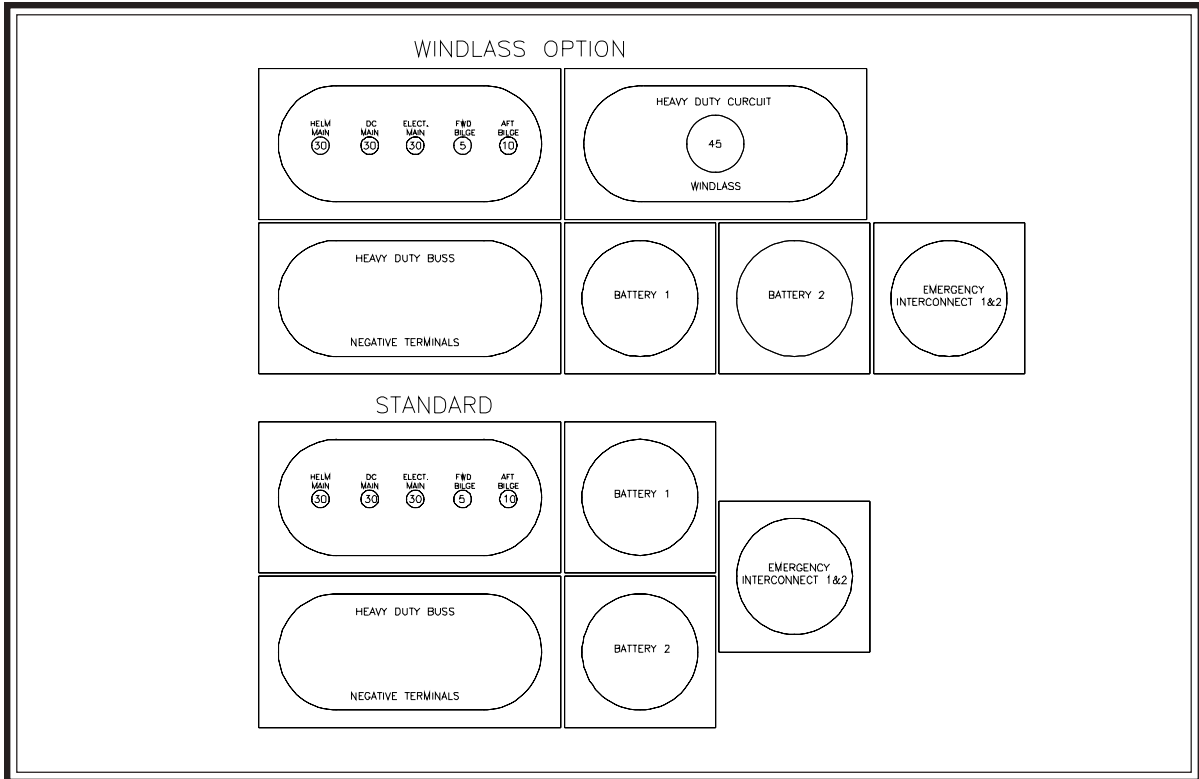 WINDLASS OPTION
HELM
MAIN
30
DC
MAIN
30
ELECT.
MAIN
30
FWD
BILGE
5
AFT
BILGE
10
HEAVY DUTY CURCUIT
45
WINDLASS
HEAVY DUTY BUSS
NEGATIVE TERMINALS
BATTERY 1
BATTERY 2
EMERGENCY
INTERCONNECT 1&2
STANDARD
HELM
MAIN
30
DC
MAIN
30
ELECT.
MAIN
30
FWD
BILGE
5
AFT
BILGE
10
BATTERY 1
EMERGENCY
INTERCONNECT 1&2
HEAVY DUTY BUSS
NEGATIVE TERMINALS
BATTERY 2